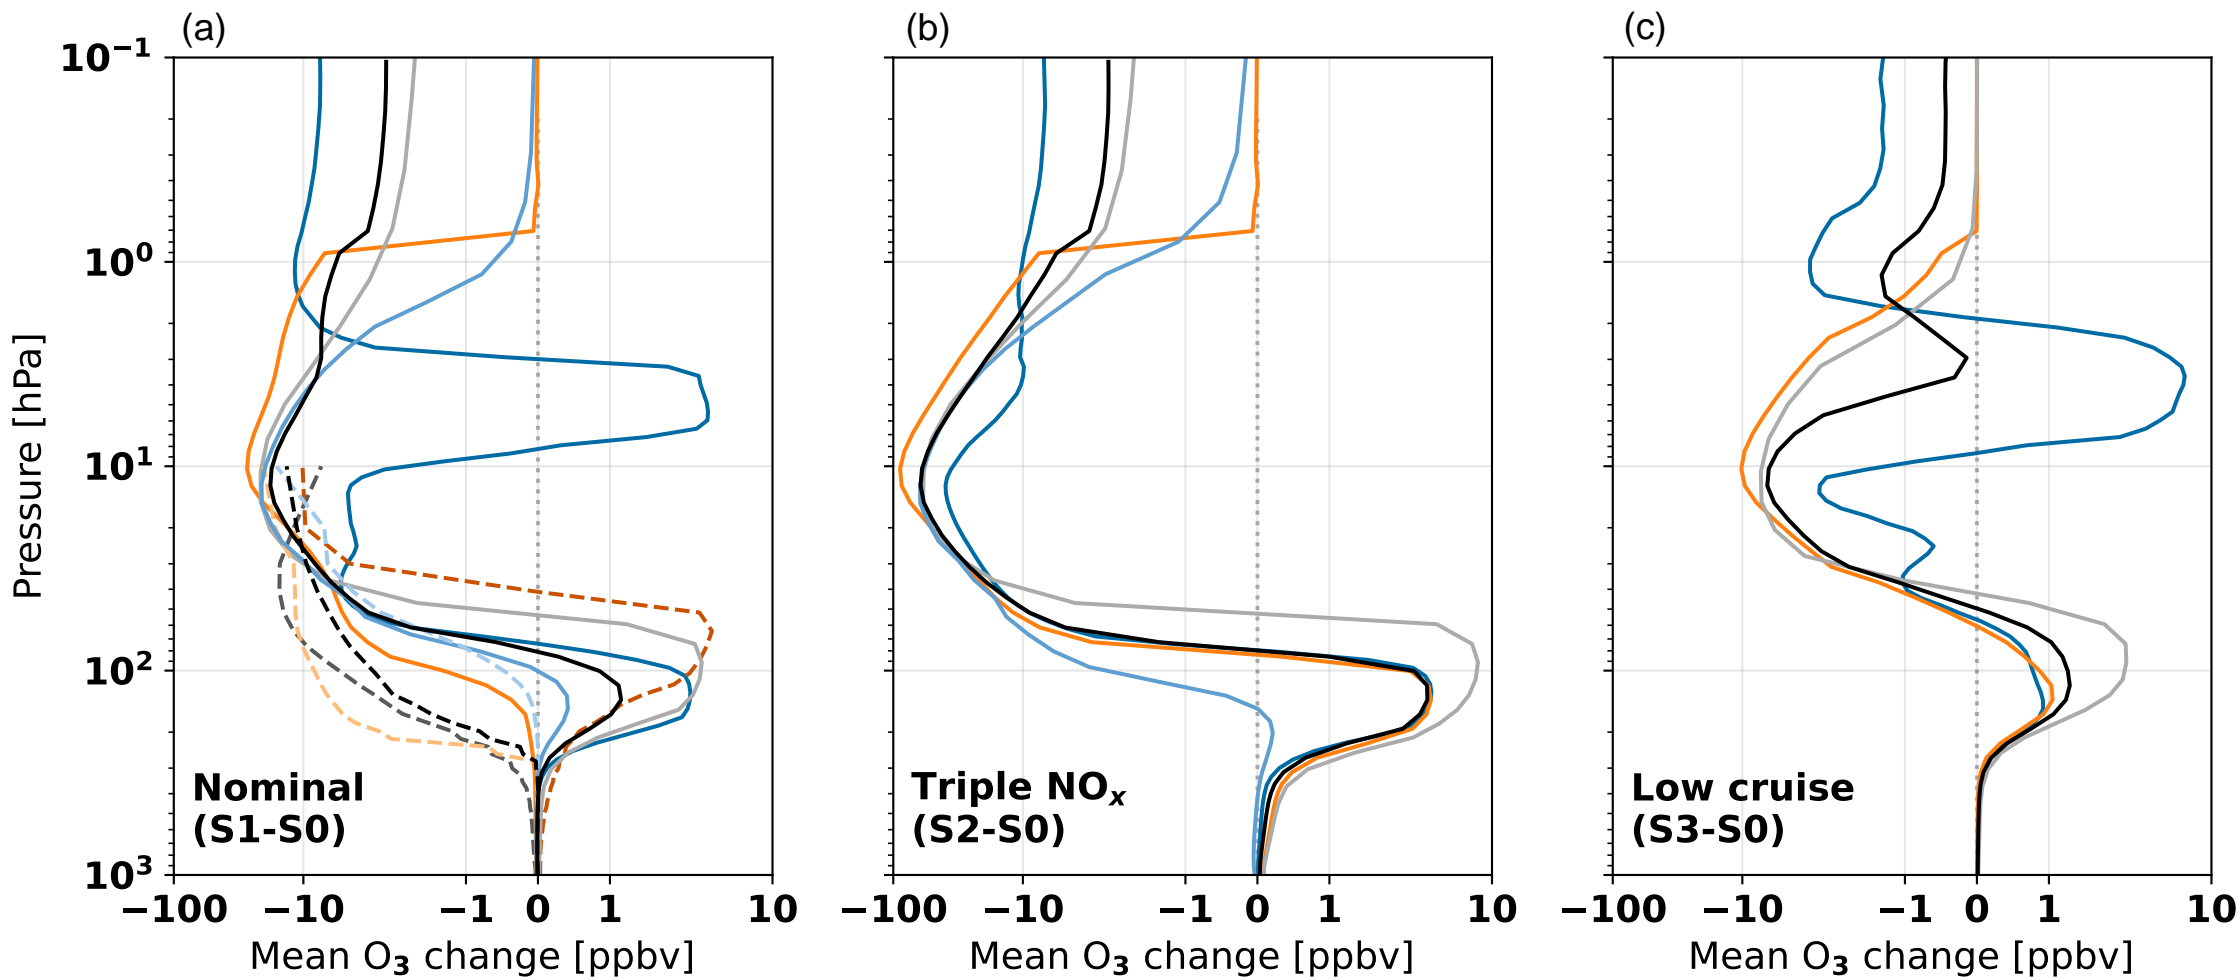 (a) (b) (c)
10⁻¹
10⁰
10¹
10²
10³
Pressure [hPa]
Nominal
(S1-S0)
Triple NOₓ
(S2-S0)
Low cruise
(S3-S0)
−100 −10 −1 0 1 10
−100 −10 −1 0 1 10
−100 −10 −1 0 1 10
Mean O₃ change [ppbv]
Mean O₃ change [ppbv]
Mean O₃ change [ppbv]